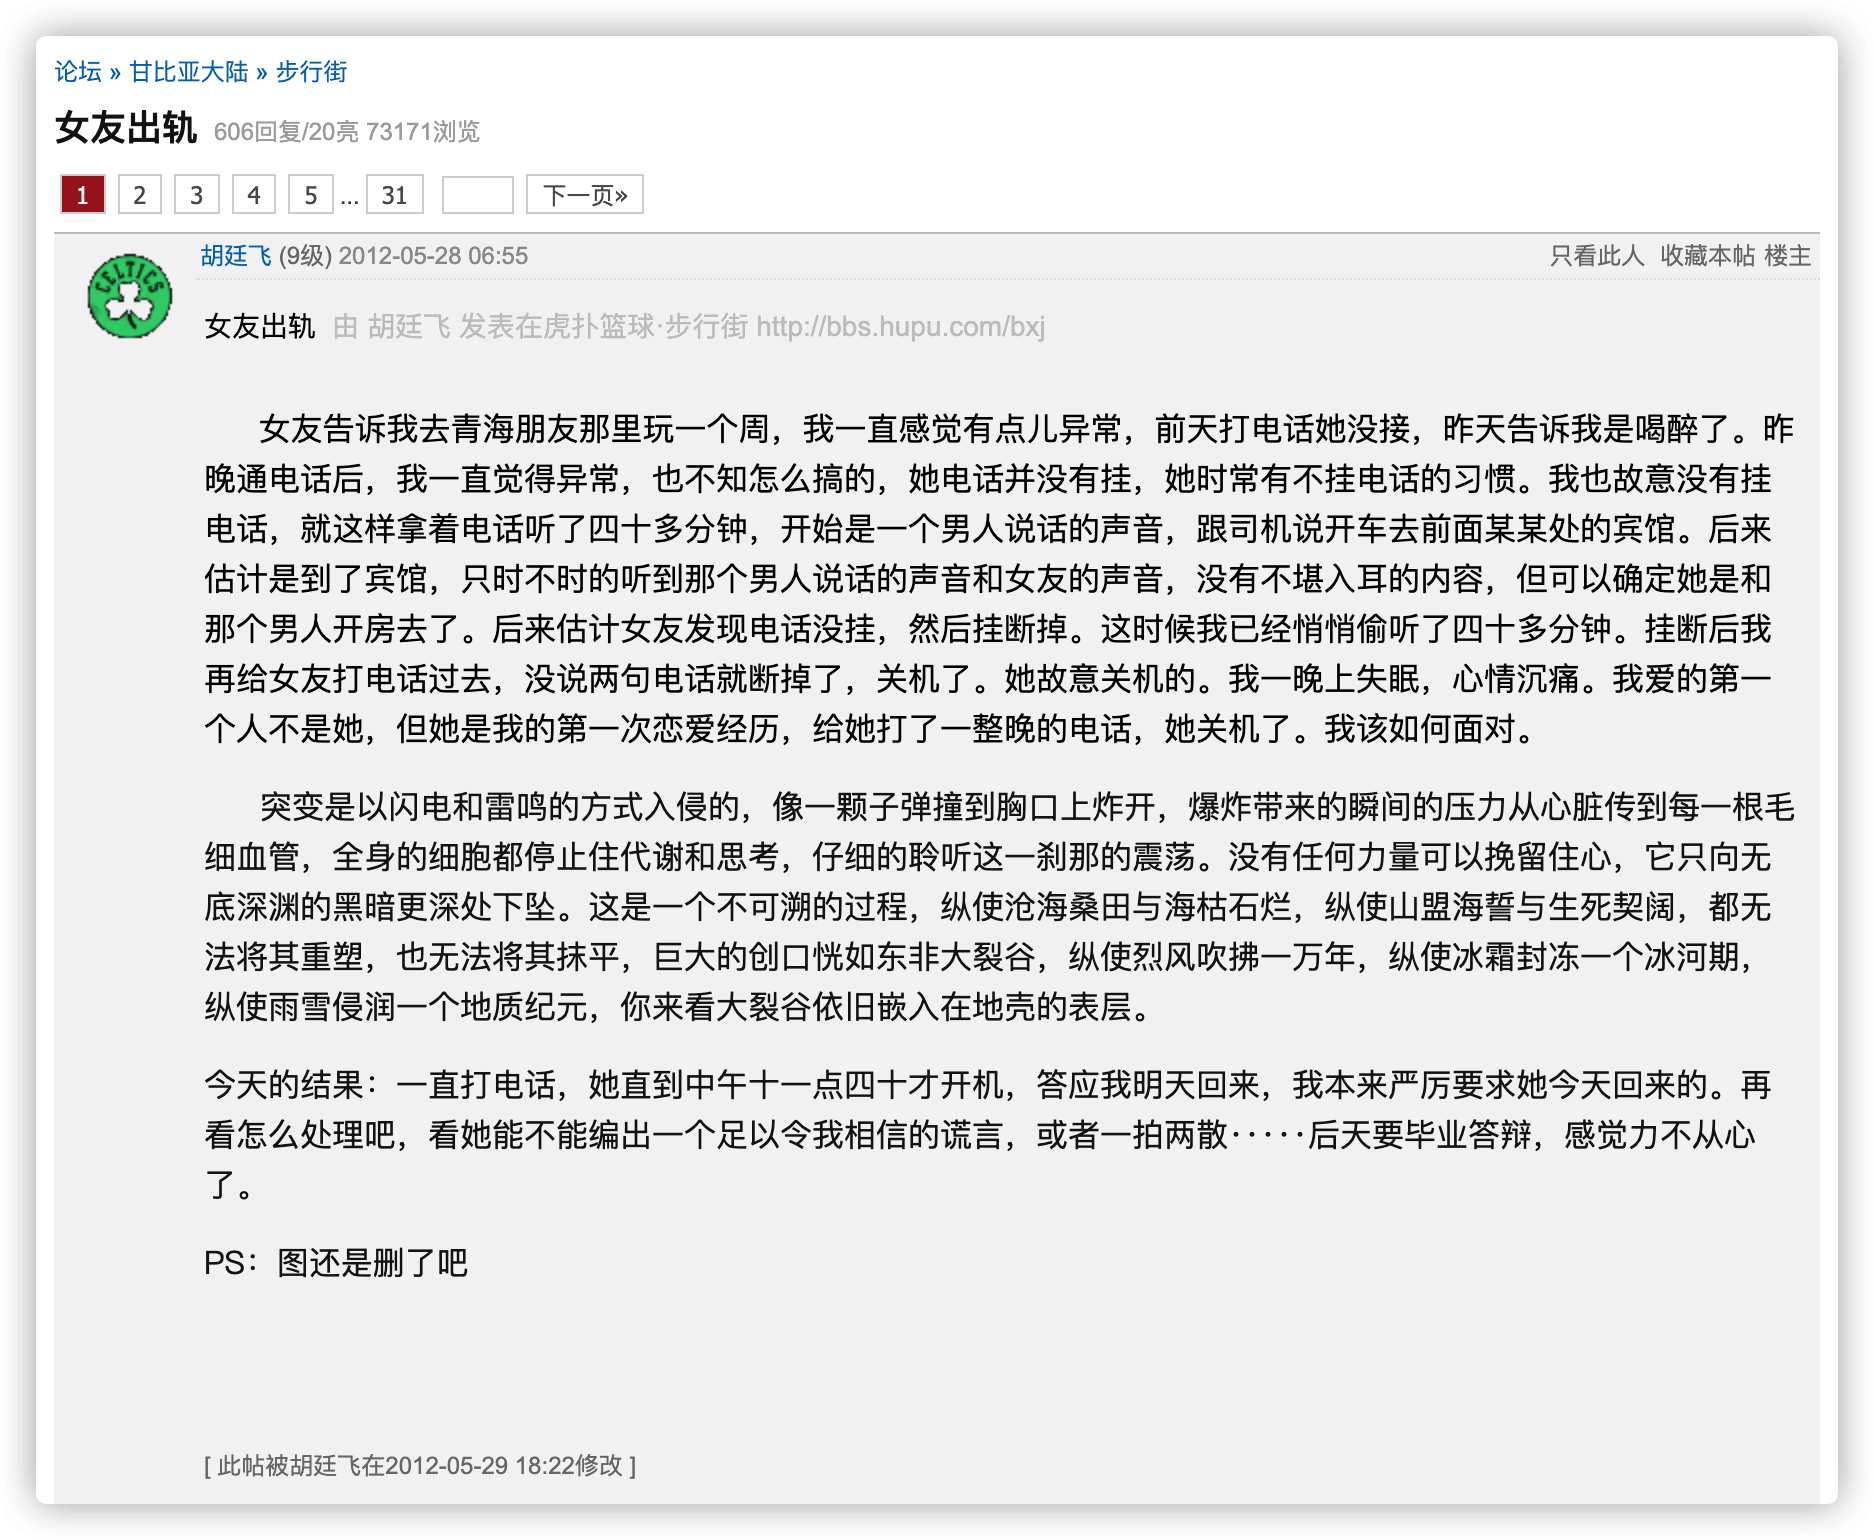 论坛 » 甘比亚大陆 » 步行街
女友出轨 606回复/20亮 73171浏览
1 2 3 4 5 ... 31 下一页»
胡廷飞 (9级) 2012-05-28 06:55 只看此人 收藏本帖 楼主
CELTICS
女友出轨 由 胡廷飞 发表在虎扑篮球·步行街 http://bbs.hupu.com/bxj
女友告诉我去青海朋友那里玩一个周，我一直感觉有点儿异常，前天打电话她没接，昨天告诉我是喝醉了。昨
晚通电话后，我一直觉得异常，也不知怎么搞的，她电话并没有挂，她时常有不挂电话的习惯。我也故意没有挂
电话，就这样拿着电话听了四十多分钟，开始是一个男人说话的声音，跟司机说开车去前面某某处的宾馆。后来
估计是到了宾馆，只时不时的听到那个男人说话的声音和女友的声音，没有不堪入耳的内容，但可以确定她是和
那个男人开房去了。后来估计女友发现电话没挂，然后挂断掉。这时候我已经悄悄偷听了四十多分钟。挂断后我
再给女友打电话过去，没说两句电话就断掉了，关机了。她故意关机的。我一晚上失眠，心情沉痛。我爱的第一
个人不是她，但她是我的第一次恋爱经历，给她打了一整晚的电话，她关机了。我该如何面对。
突变是以闪电和雷鸣的方式入侵的，像一颗子弹撞到胸口上炸开，爆炸带来的瞬间的压力从心脏传到每一根毛
细血管，全身的细胞都停止住代谢和思考，仔细的聆听这一刹那的震荡。没有任何力量可以挽留住心，它只向无
底深渊的黑暗更深处下坠。这是一个不可溯的过程，纵使沧海桑田与海枯石烂，纵使山盟海誓与生死契阔，都无
法将其重塑，也无法将其抹平，巨大的创口恍如东非大裂谷，纵使烈风吹拂一万年，纵使冰霜封冻一个冰河期，
纵使雨雪侵润一个地质纪元，你来看大裂谷依旧嵌入在地壳的表层。
今天的结果：一直打电话，她直到中午十一点四十才开机，答应我明天回来，我本来严厉要求她今天回来的。再
看怎么处理吧，看她能不能编出一个足以令我相信的谎言，或者一拍两散·····后天要毕业答辩，感觉力不从心
了。
PS：图还是删了吧
[ 此帖被胡廷飞在2012-05-29 18:22修改 ]